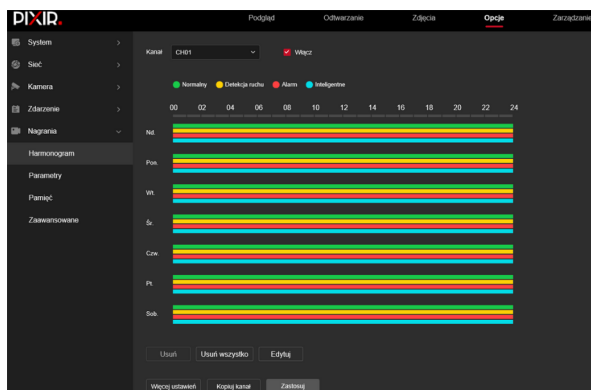 PIXIR.
Podgląd Odtwarzanie Zdjęcia Opcje Zarządzanie
System
Sieć
Kamera
Zdarzenie
Nagrania
Harmonogram
Parametry
Pamięć
Zaawansowane
Kanał CH01 Włącz
Normalny Detekcja ruchu Alarm Inteligentne
00 02 04 06 08 10 12 14 16 18 20 22 24
Nd.
Pon.
Wt.
Śr.
Czw.
Pt.
Sob.
Usuń Usuń wszystko Edytuj
Więcej ustawień Kopiuj kanał Zastosuj